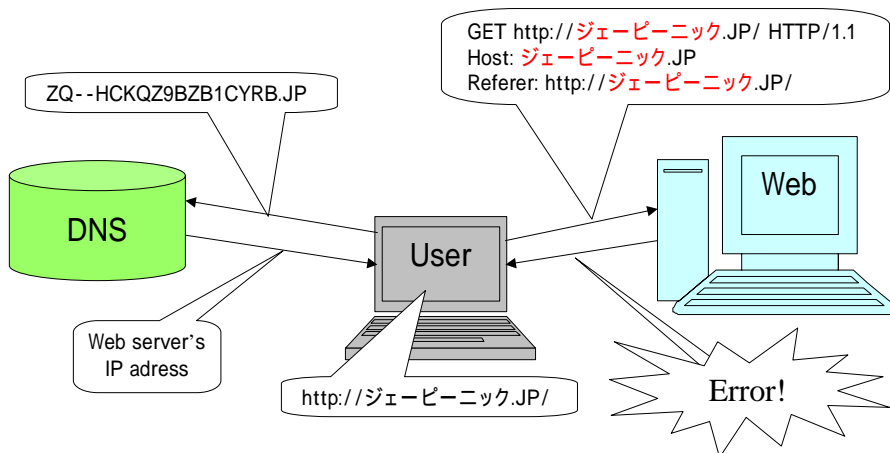 GET http://ジェーピーニック.JP/ HTTP/1.1
Host: ジェーピーニック.JP
Referer: http://ジェーピーニック.JP/
ZQ--HCKQZ9BZB1CYRB.JP
DNS
User
Web
Web server's
IP adress
http://ジェーピーニック.JP/
Error!